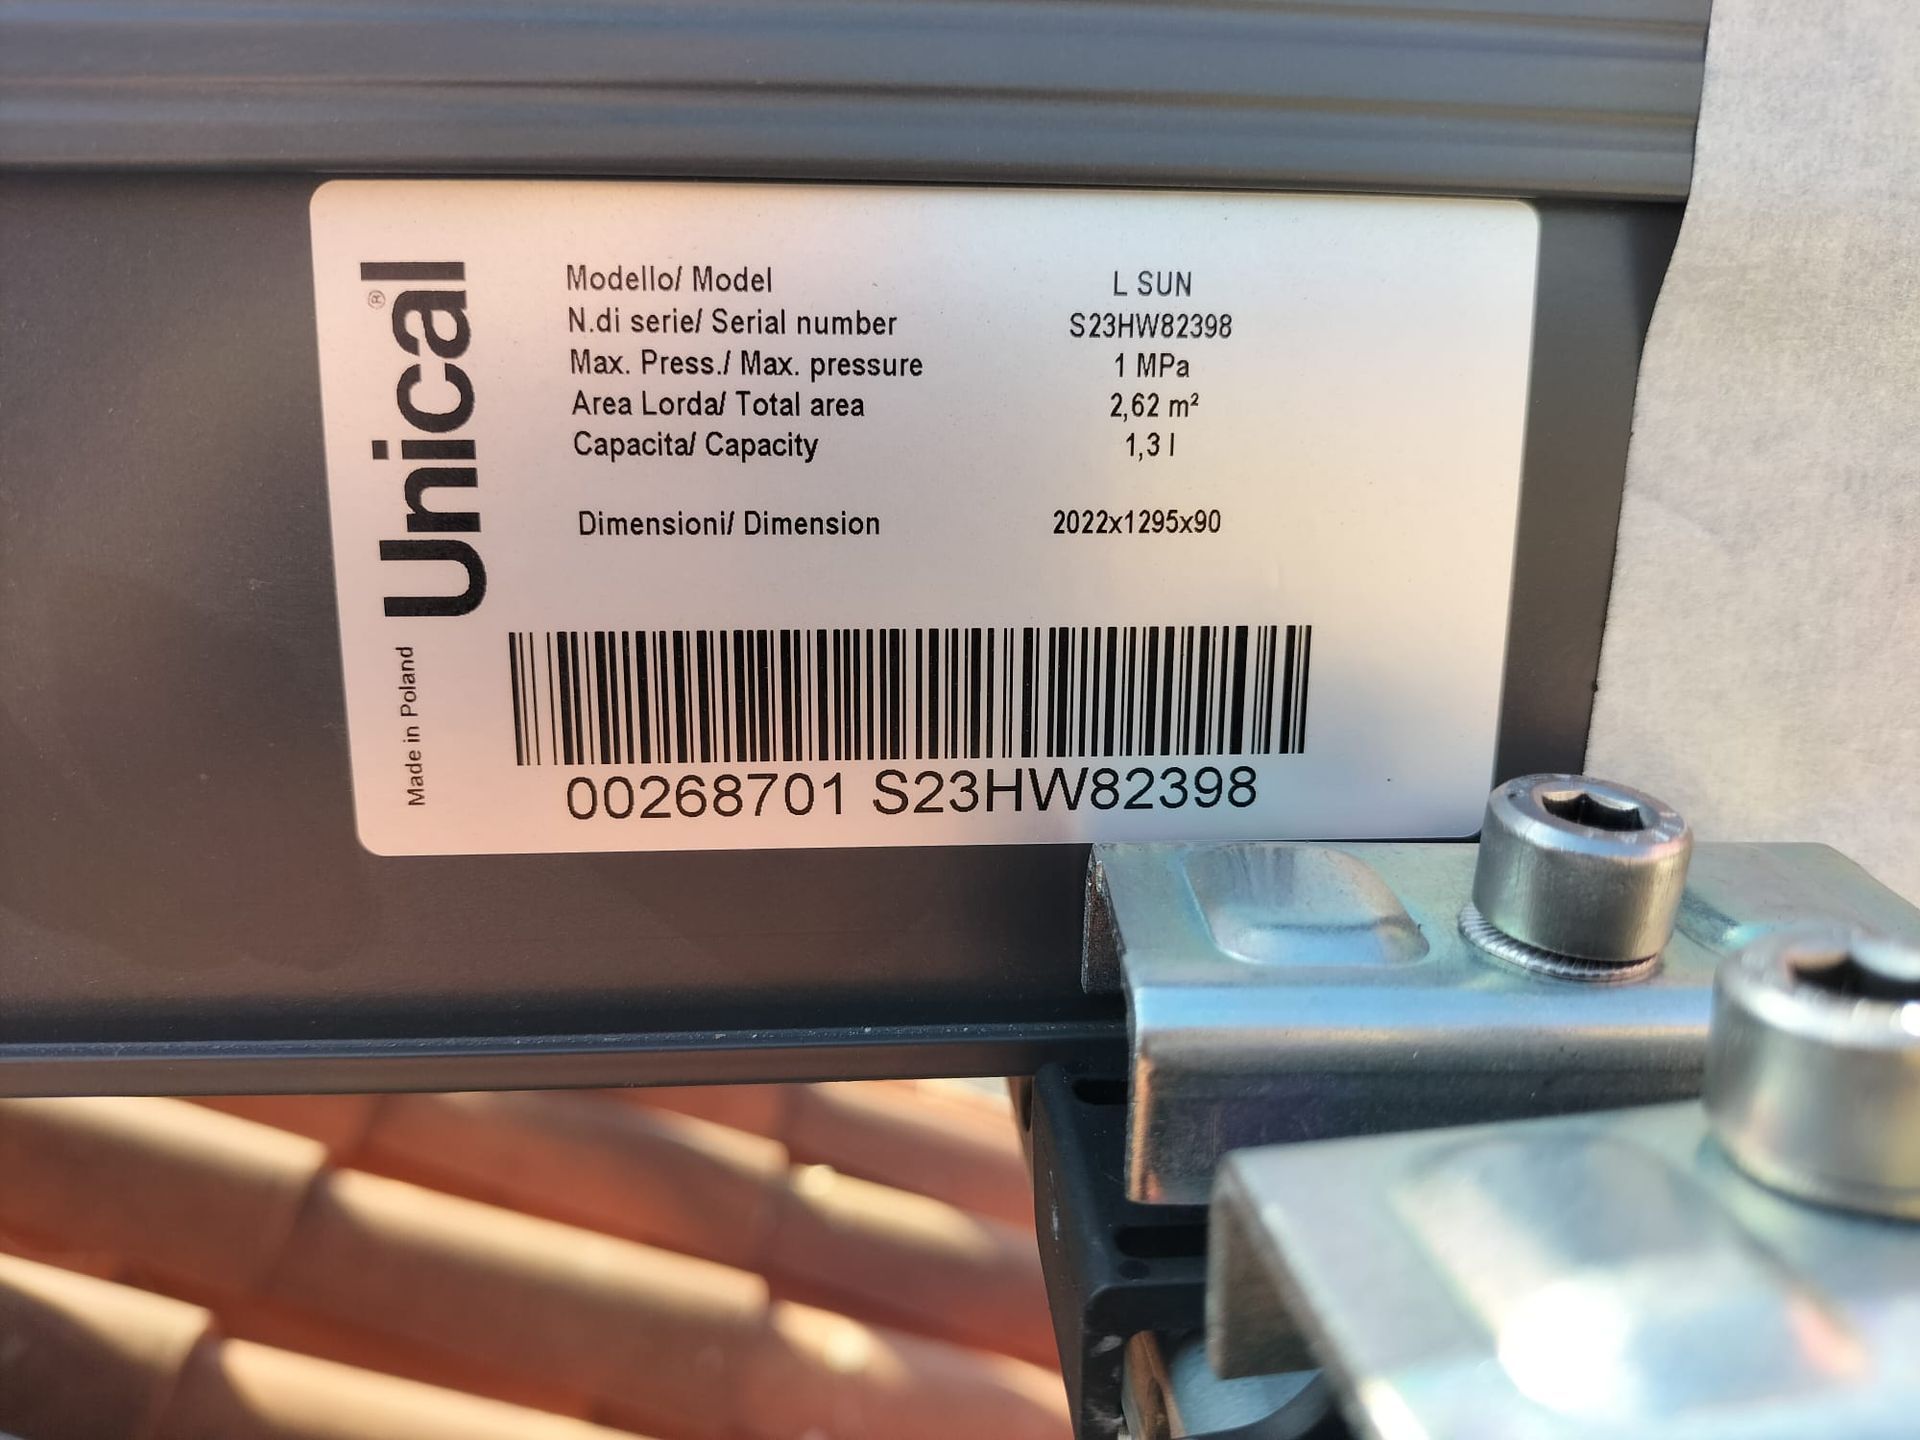 Unical®
Made in Poland
Modello/ Model L SUN
N.di serie/ Serial number S23HW82398
Max. Press./ Max. pressure 1 MPa
Area Lorda/ Total area 2,62 m²
Capacita/ Capacity 1,3 l
Dimensioni/ Dimension 2022x1295x90
00268701 S23HW82398